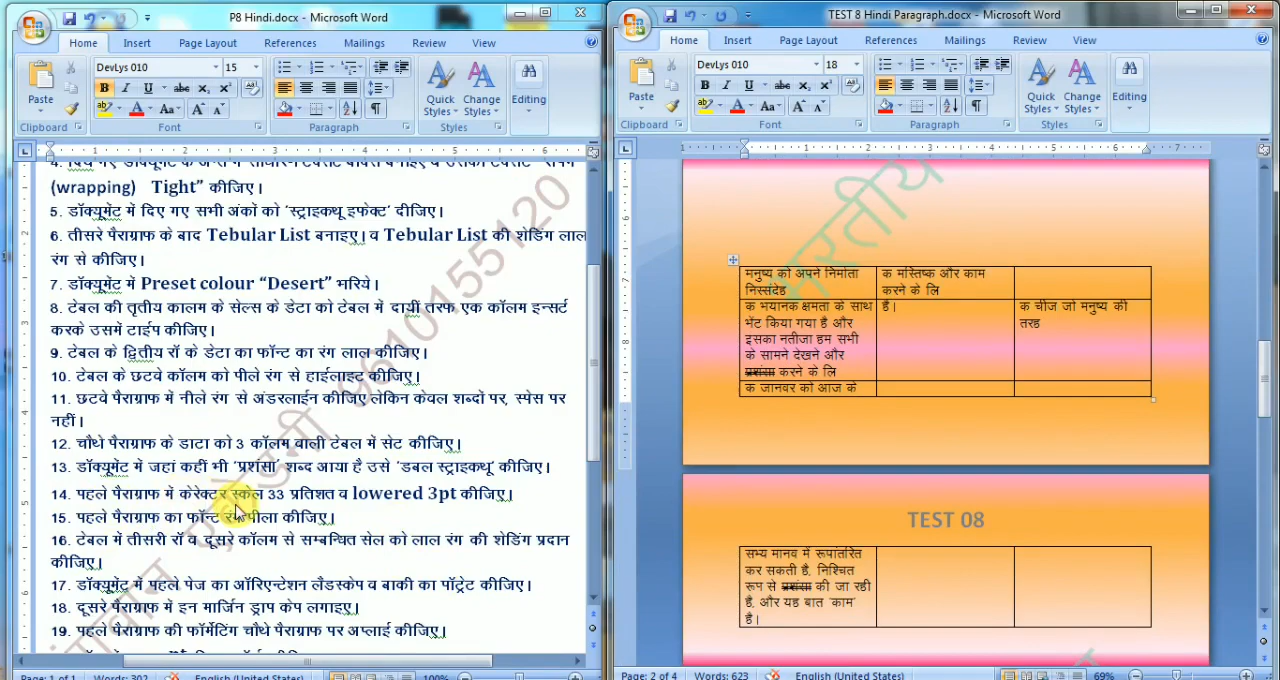 P8 Hindi.docx - Microsoft Word
Home Insert Page Layout References Mailings Review View
DevLys 010 15
Paste
Quick Styles Change Styles Editing
Clipboard Font Paragraph Styles
(wrapping) Tight” कीजिए।
5. डॉक्यूमेंट में दिए गए सभी अंकों को ‘स्ट्राइकथू इफेक्ट’ दीजिए।
6. तीसरे पैराग्राफ के बाद Tebular List बनाइए। व Tebular List की शेडिंग लाल
रंग से कीजिए।
7. डॉक्यूमेंट में Preset colour “Desert” भरिये।
8. टेबल की तृतीय कालम के सेल्स के डेटा को टेबल में दायीं तरफ एक कॉलम इन्सर्ट
करके उसमें टाईप कीजिए।
9. टेबल के द्वितीय रॉ के डेटा का फॉन्ट का रंग लाल कीजिए।
10. टेबल के छटवे कॉलम को पीले रंग से हाईलाइट कीजिए।
11. छटवे पैराग्राफ में नीले रंग से अंडरलाईन कीजिए लेकिन केवल शब्दों पर, स्पेस पर
नहीं।
12. चौथे पैराग्राफ के डाटा को 3 कॉलम वाली टेबल में सेट कीजिए।
13. डॉक्यूमेंट में जहां कहीं भी ‘प्रशंसा’ शब्द आया है उसे ‘डबल स्ट्राइकथू’ कीजिए।
14. पहले पैराग्राफ में केरेक्टर स्केल 33 प्रतिशत व lowered 3pt कीजिए।
15. पहले पैराग्राफ का फॉन्ट रंग पीला कीजिए।
16. टेबल में तीसरी रॉ व दूसरे कॉलम से सम्बन्धित सेल को लाल रंग की शेडिंग प्रदान
कीजिए।
17. डॉक्यूमेंट में पहले पेज का ऑरिएन्टेशन लैडस्केप व बाकी का पॉट्रेट कीजिए।
18. दूसरे पैराग्राफ में इन मार्जिन ड्राप केप लगाइए।
19. पहले पैराग्राफ की फॉर्मेटिंग चौथे पैराग्राफ पर अप्लाई कीजिए।
9610155120
Page: 1 of 1 Words: 302 English (United States) 100%
TEST 8 Hindi Paragraph.docx - Microsoft Word
Home Insert Page Layout References Mailings Review View
DevLys 010 18
Paste
Quick Styles Change Styles Editing
Clipboard Font Paragraph Styles
भारतीय
मनुष्य को अपने निर्माता
निस्संदेह
क मस्तिष्क और काम
करने के लि
क भयानक क्षमता के साथ
भेंट किया गया है और
इसका नतीजा हम सभी
के सामने देखने और
प्रशंसा करने के लि
हैं।
क चीज जो मनुष्य की
तरह
क जानवर को आज के
TEST 08
सभ्य मानव में रूपांतरित
कर सकती है, निश्चित
रूप से प्रशंसा की जा रही
है, और यह बात ‘काम’
है।
Page: 2 of 4 Words: 623 English (United States) 69%